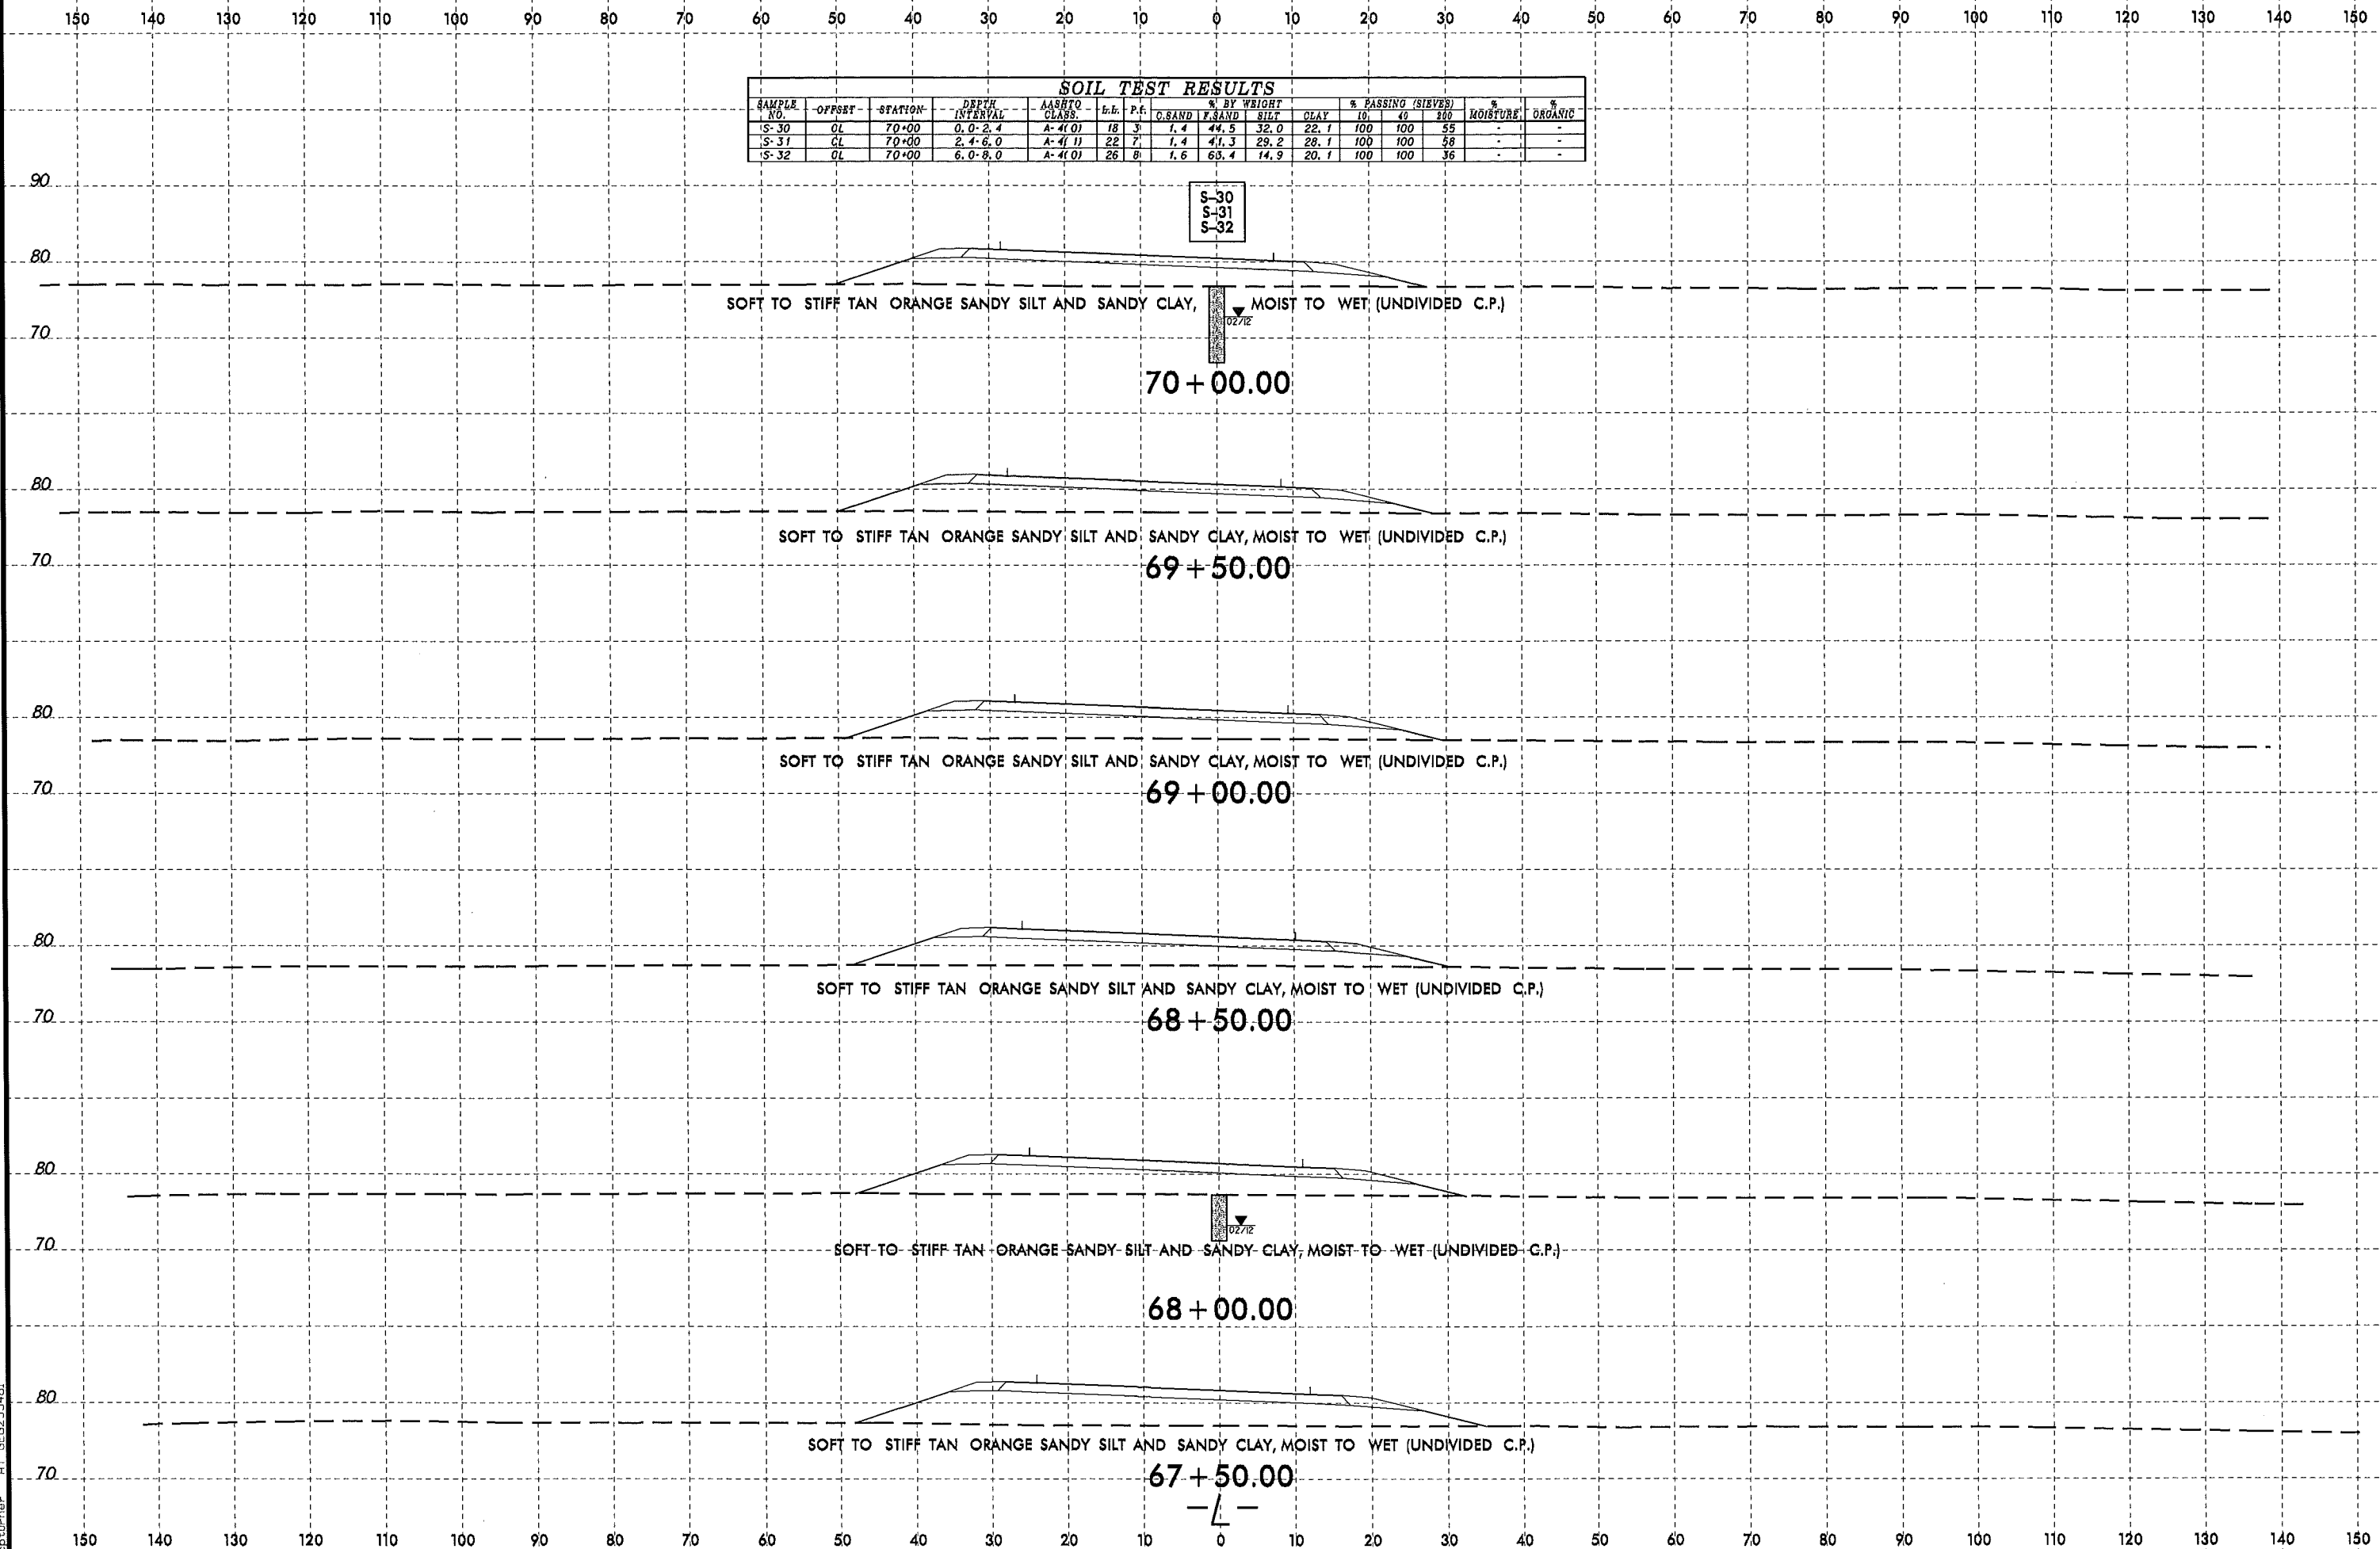 150 140 130 120 110 100 90 80 70 60 50 40 30 20 10 0 10 20 30 40 50 60 70 80 90 100 110 120 130 140 150
SOIL TEST RESULTS
SAMPLE NO. OFFSET STATION DEPTH INTERVAL AASHTO CLASS. L.L. P.I. % BY WEIGHT % PASSING (SIEVES) % MOISTURE % ORGANIC
C.SAND F.SAND SILT CLAY 10 40 200
S-30 CL 70+00 0.0-2.4 A-4(0) 18 3 1.4 44.5 32.0 22.1 100 100 55 - -
S-31 CL 70+00 2.4-6.0 A-4(1) 22 7 1.4 41.3 29.2 28.1 100 100 58 - -
S-32 CL 70+00 6.0-8.0 A-4(0) 26 8 1.6 63.4 14.9 20.1 100 100 36 - -
90
S-30
S-31
S-32
80
SOFT TO STIFF TAN ORANGE SANDY SILT AND SANDY CLAY, MOIST TO WET (UNDIVIDED C.P.)
02/12
70
70+00.00
80
SOFT TO STIFF TAN ORANGE SANDY SILT AND SANDY CLAY, MOIST TO WET (UNDIVIDED C.P.)
70
69+50.00
80
SOFT TO STIFF TAN ORANGE SANDY SILT AND SANDY CLAY, MOIST TO WET (UNDIVIDED C.P.)
70
69+00.00
80
SOFT TO STIFF TAN ORANGE SANDY SILT AND SANDY CLAY, MOIST TO WET (UNDIVIDED C.P.)
70
68+50.00
80
02/12
70
SOFT TO STIFF TAN ORANGE SANDY SILT AND SANDY CLAY, MOIST TO WET (UNDIVIDED C.P.)
68+00.00
80
SOFT TO STIFF TAN ORANGE SANDY SILT AND SANDY CLAY, MOIST TO WET (UNDIVIDED C.P.)
70
67+50.00
-L-
150 140 130 120 110 100 90 80 70 60 50 40 30 20 10 0 10 20 30 40 50 60 70 80 90 100 110 120 130 140 150